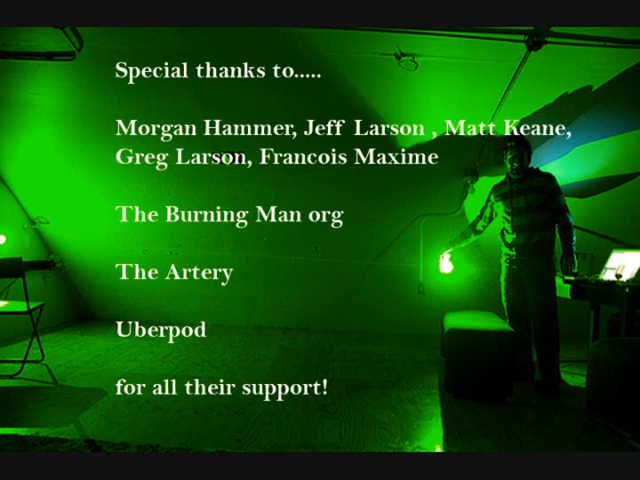 Special thanks to.....
Morgan Hammer, Jeff Larson , Matt Keane,
Greg Larson, Francois Maxime
The Burning Man org
The Artery
Uberpod
for all their support!